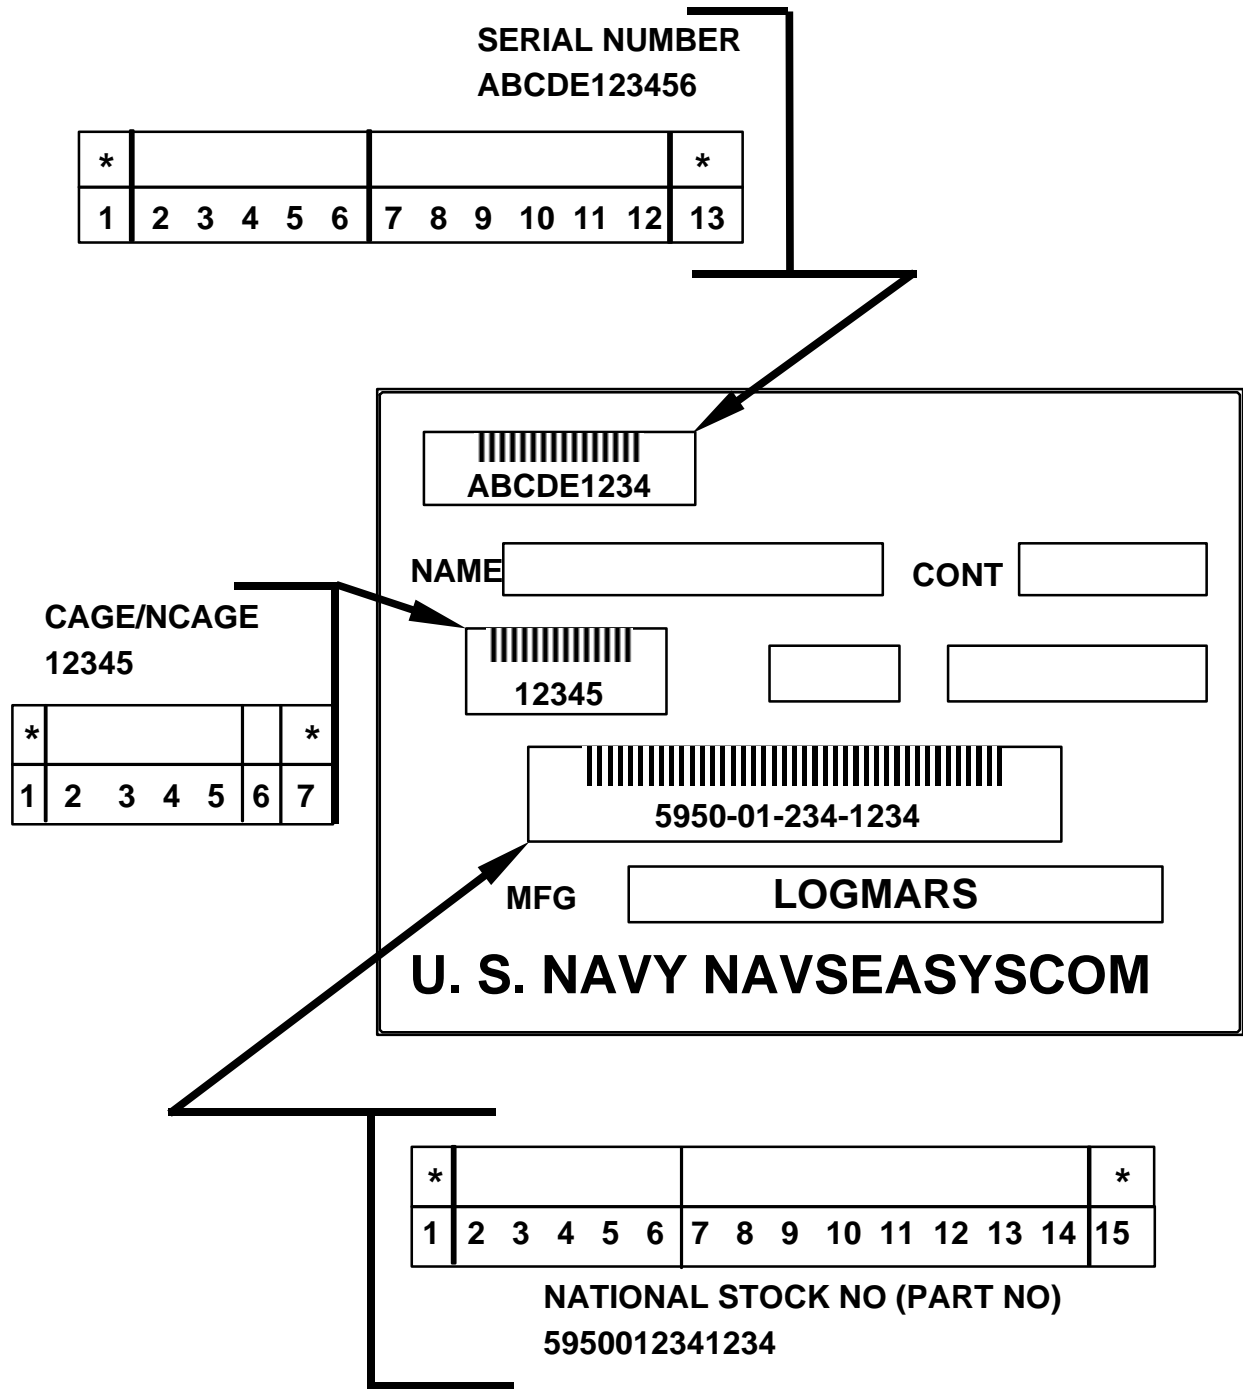 SERIAL NUMBER
ABCDE123456
* *
1 2 3 4 5 6 7 8 9 10 11 12 13
ABCDE1234
NAME CONT
CAGE/NCAGE
12345
* *
1 2 3 4 5 6 7
12345
5950-01-234-1234
MFG LOGMARS
U. S. NAVY NAVSEASYSCOM
* *
1 2 3 4 5 6 7 8 9 10 11 12 13 14 15
NATIONAL STOCK NO (PART NO)
5950012341234